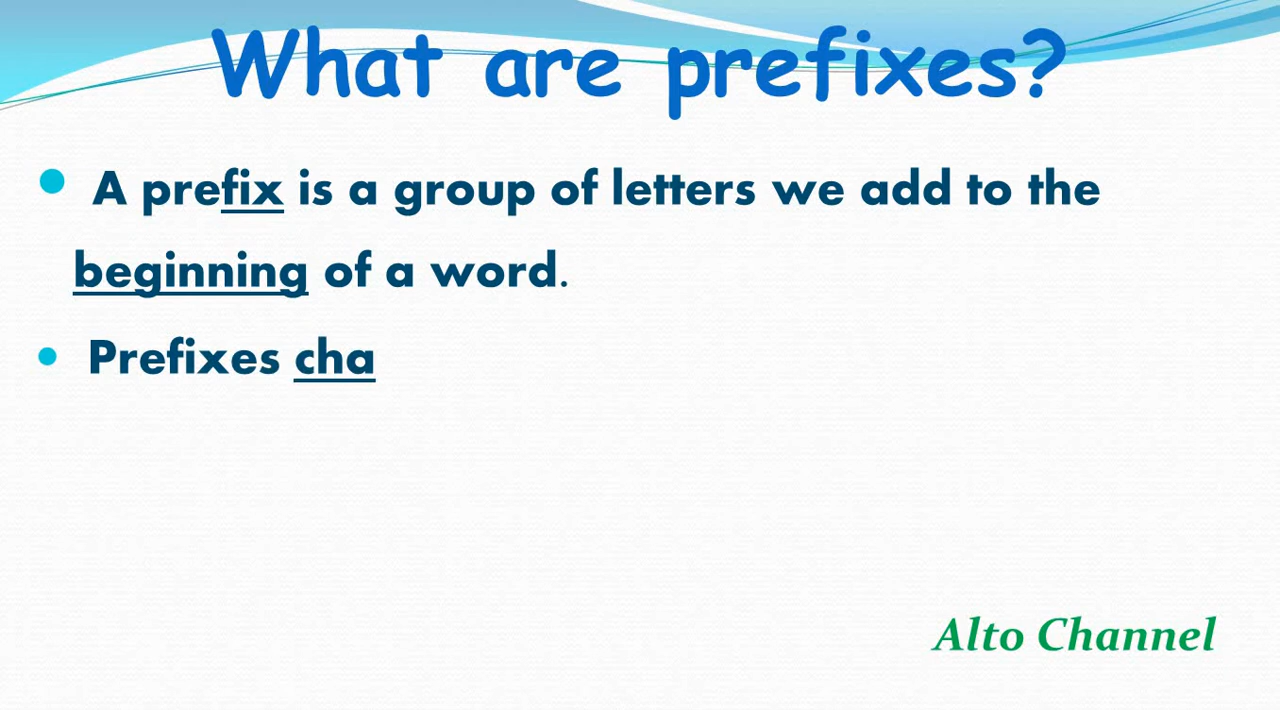 What are prefixes?
• A prefix is a group of letters we add to the
beginning of a word.
• Prefixes cha
Alto Channel